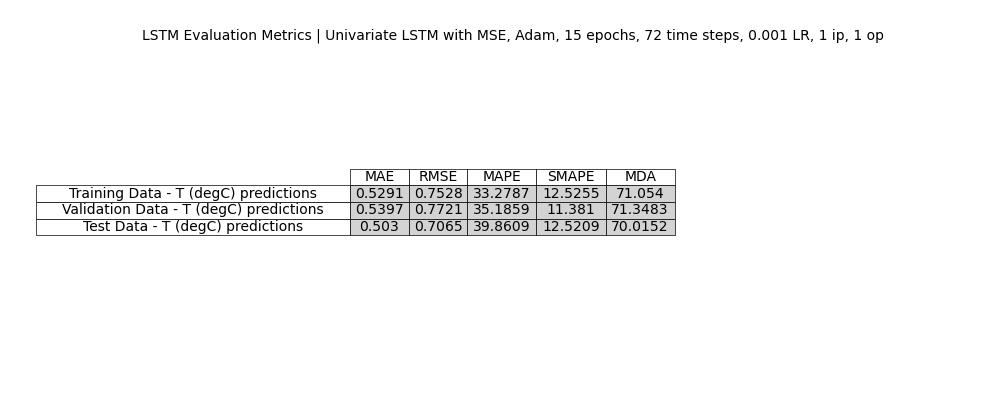 LSTM Evaluation Metrics | Univariate LSTM with MSE, Adam, 15 epochs, 72 time steps, 0.001 LR, 1 ip, 1 op
MAE RMSE MAPE SMAPE MDA
Training Data - T (degC) predictions 0.5291 0.7528 33.2787 12.5255 71.054
Validation Data - T (degC) predictions 0.5397 0.7721 35.1859 11.381 71.3483
Test Data - T (degC) predictions 0.503 0.7065 39.8609 12.5209 70.0152